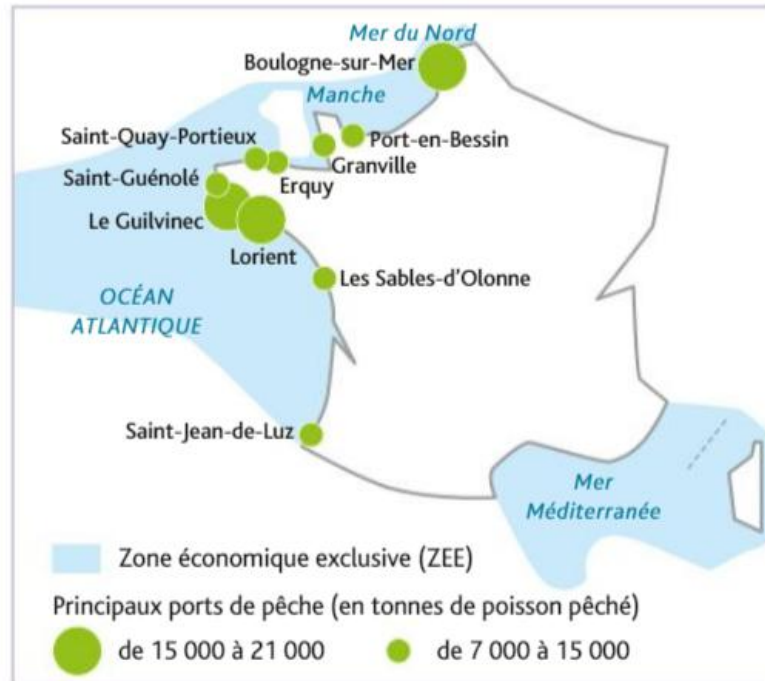 Mer du Nord
Boulogne-sur-Mer
Manche
Saint-Quay-Portieux
Port-en-Bessin
Granville
Saint-Guénolé
Erquy
Le Guilvinec
Lorient
Les Sables-d'Olonne
OCÉAN
ATLANTIQUE
Saint-Jean-de-Luz
Mer
Méditerranée
Zone économique exclusive (ZEE)
Principaux ports de pêche (en tonnes de poisson pêché)
de 15 000 à 21 000
de 7 000 à 15 000